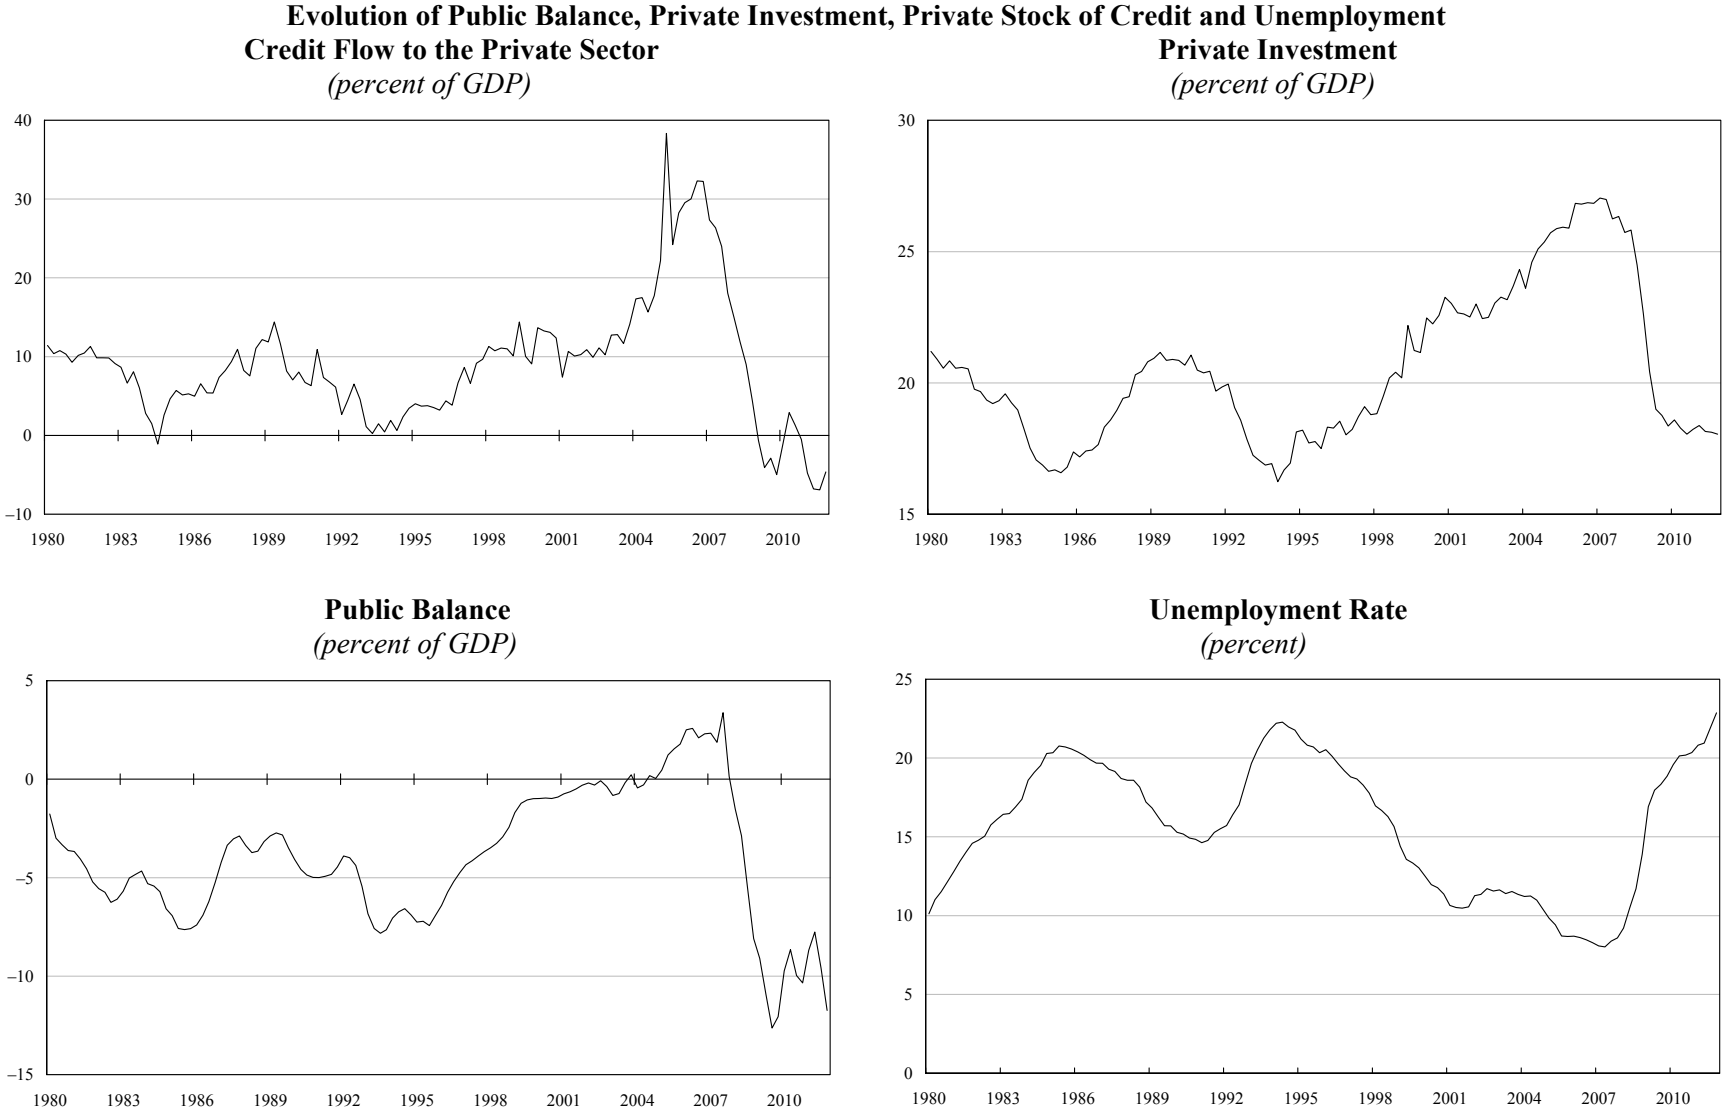 Evolution of Public Balance, Private Investment, Private Stock of Credit and Unemployment
Credit Flow to the Private Sector
(percent of GDP)
40
30
20
10
0
–10
1980 1983 1986 1989 1992 1995 1998 2001 2004 2007 2010
Private Investment
(percent of GDP)
30
25
20
15
1980 1983 1986 1989 1992 1995 1998 2001 2004 2007 2010
Public Balance
(percent of GDP)
5
0
–5
–10
–15
1980 1983 1986 1989 1992 1995 1998 2001 2004 2007 2010
Unemployment Rate
(percent)
25
20
15
10
5
0
1980 1983 1986 1989 1992 1995 1998 2001 2004 2007 2010